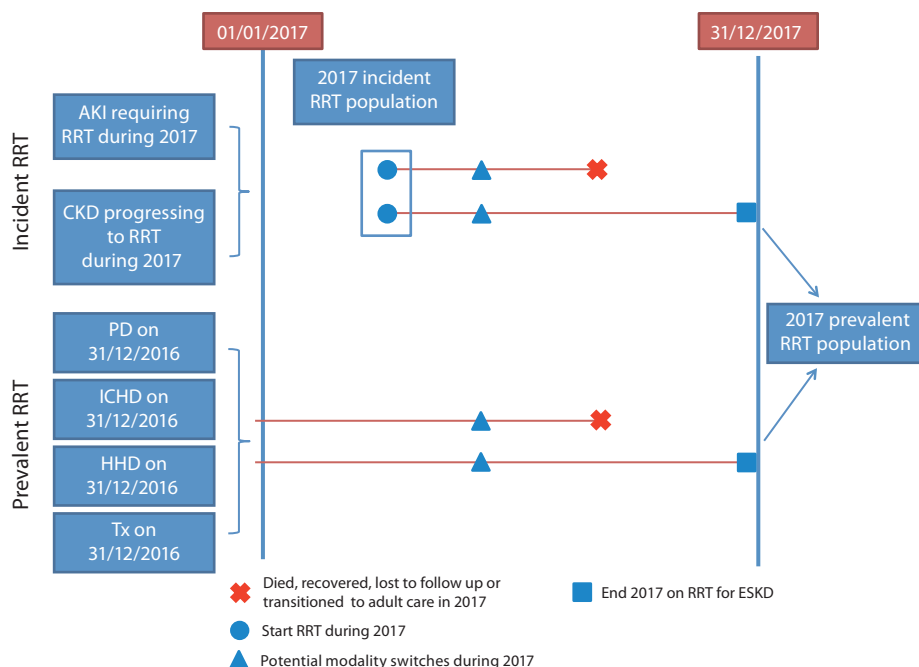 01/01/2017
31/12/2017
2017 incident
RRT population
Incident RRT
AKI requiring
RRT during 2017
CKD progressing
to RRT
during 2017
2017 prevalent
RRT population
Prevalent RRT
PD on
31/12/2016
ICHD on
31/12/2016
HHD on
31/12/2016
Tx on
31/12/2016
Died, recovered, lost to follow up or
transitioned to adult care in 2017
End 2017 on RRT for ESKD
Start RRT during 2017
Potential modality switches during 2017